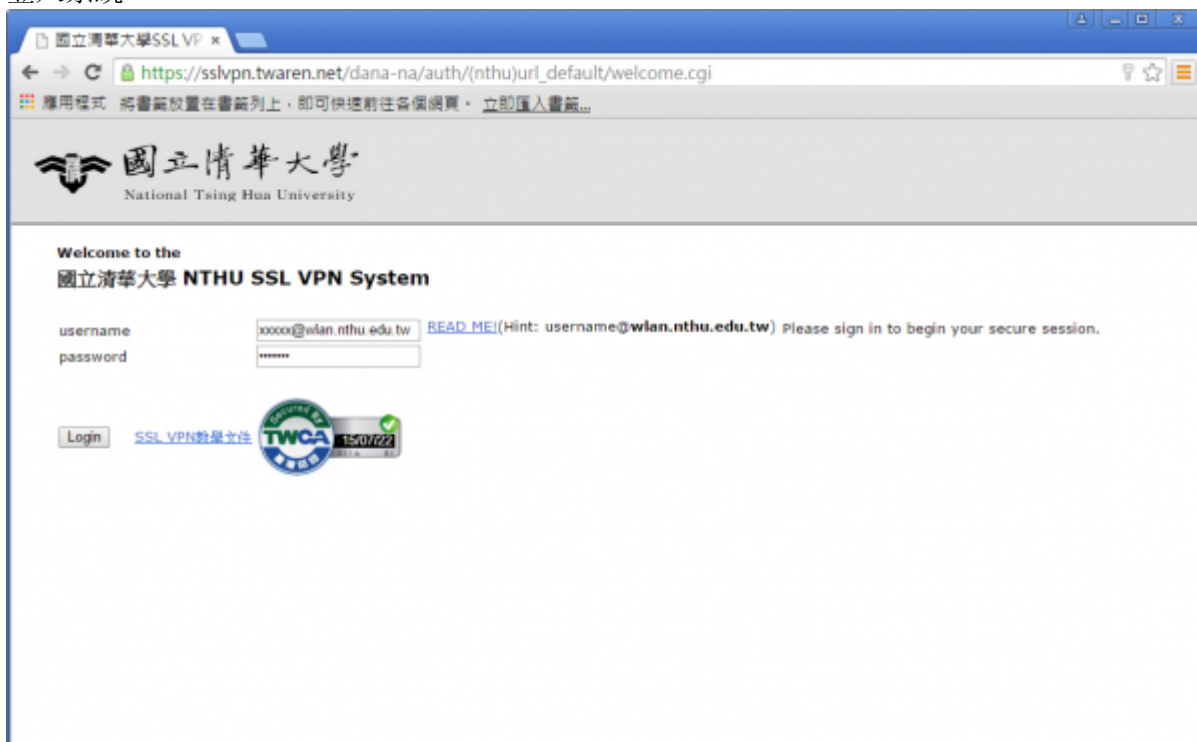 國立清華大學SSL VP
https://sslvpn.twaren.net/dana-na/auth/(nthu)url_default/welcome.cgi
應用程式 將書籤放置在書籤列上，即可快速前往各個網頁。 立即匯入書籤...
國立清華大學
National Tsing Hua University
Welcome to the
國立清華大學 NTHU SSL VPN System
username xxxxx@wlan.nthu.edu.tw READ ME!(Hint: username@wlan.nthu.edu.tw) Please sign in to begin your secure session.
password
Login SSL VPN教學文件 Secured By TWCA 15/07/22